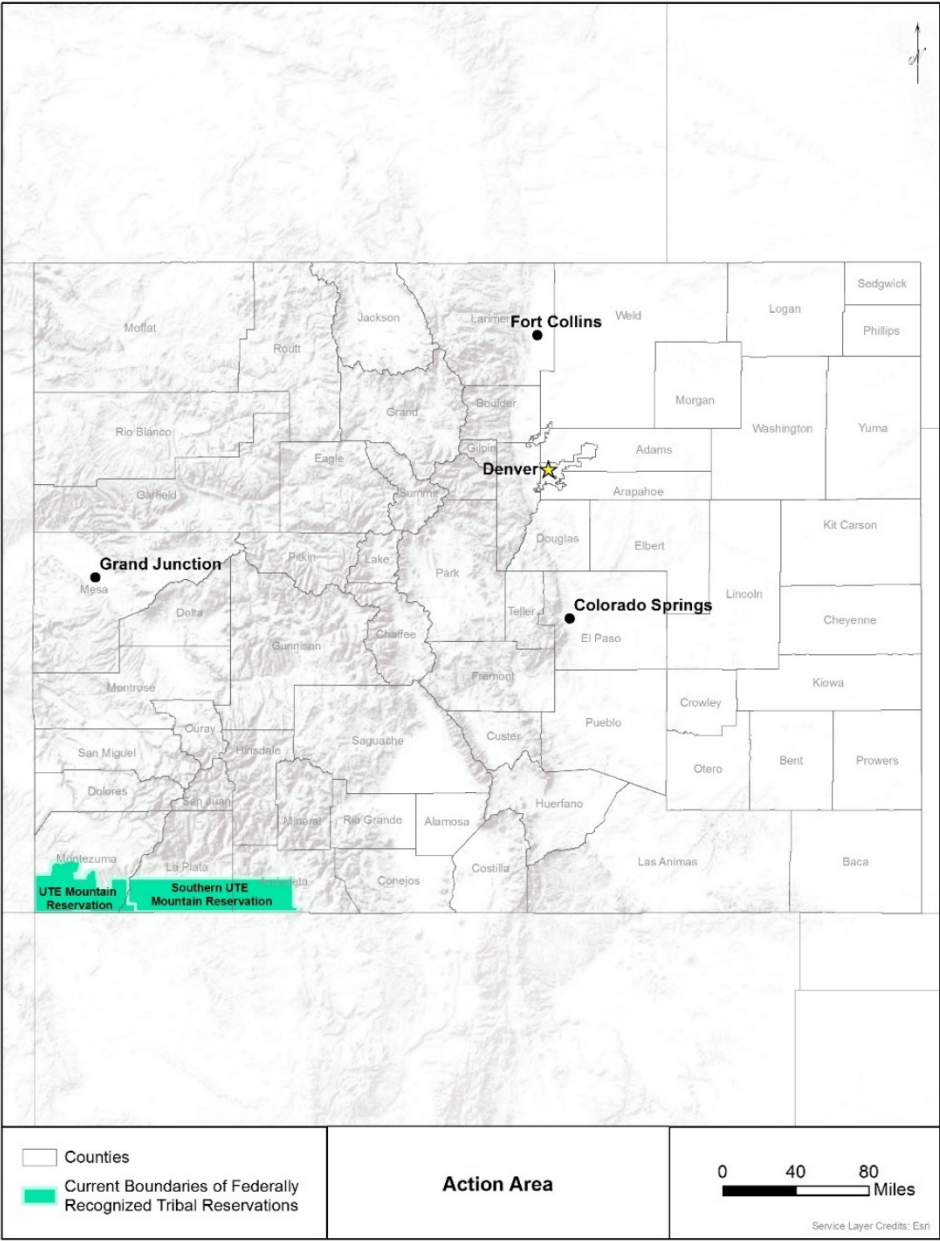 N
Sedgwick
Logan
Weld
Jackson
Larimer
Fort Collins
Moffat
Phillips
Routt
Morgan
Boulder
Grand
Washington
Yuma
Rio Blanco
Gilpin
Adams
Eagle
Denver
Arapahoe
Garfield
Summit
Kit Carson
Douglas
Elbert
Grand Junction
Pitkin
Lake
Park
Mesa
Lincoln
Colorado Springs
Delta
Teller
Cheyenne
Chaffee
El Paso
Gunnison
Fremont
Kiowa
Montrose
Crowley
Ouray
Pueblo
Custer
Saguache
Hinsdale
San Miguel
Bent
Prowers
Otero
Dolores
San Juan
Huerfano
Mineral
Rio Grande
Alamosa
Montezuma
La Plata
Costilla
Las Animas
Baca
Conejos
UTE Mountain
Reservation
Southern UTE
Mountain Reservation
Counties
Current Boundaries of Federally
Recognized Tribal Reservations
Action Area
0 40 80
Miles
Service Layer Credits: Esri